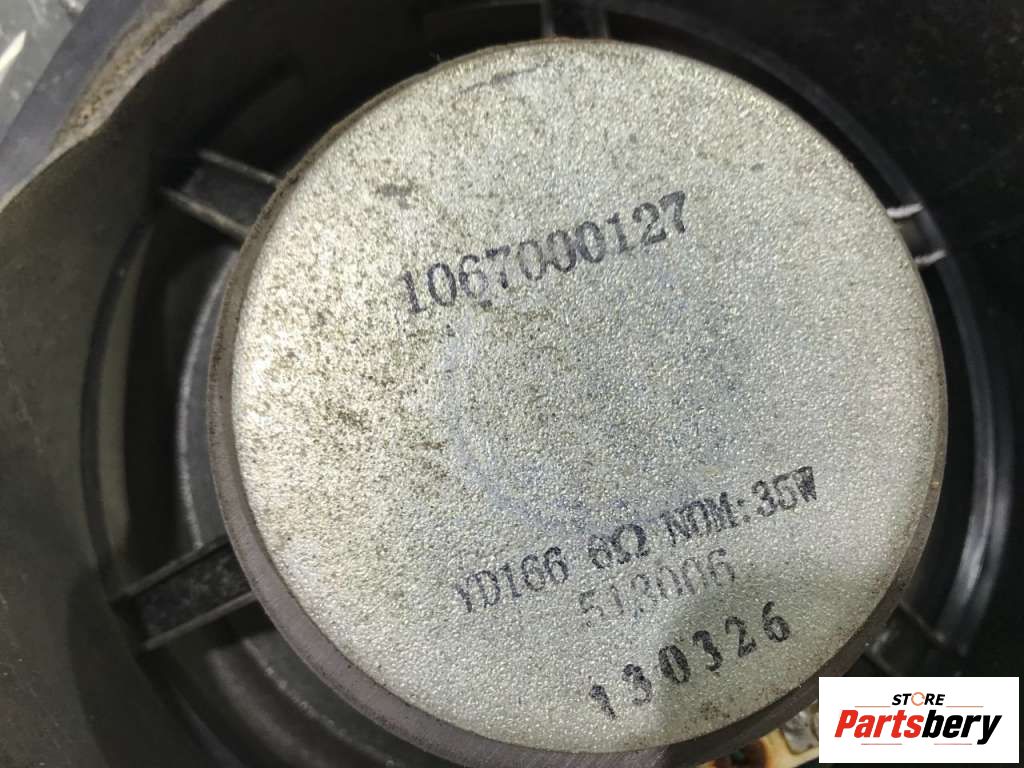 1067000127
YD166 6Ω NOM:35W
513006
130326
STORE
Partsbery